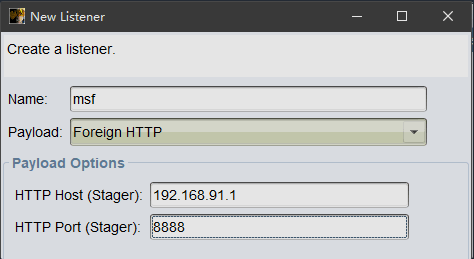 New Listener
Create a listener.
Name: msf
Payload: Foreign HTTP
Payload Options
HTTP Host (Stager): 192.168.91.1
HTTP Port (Stager): 8888